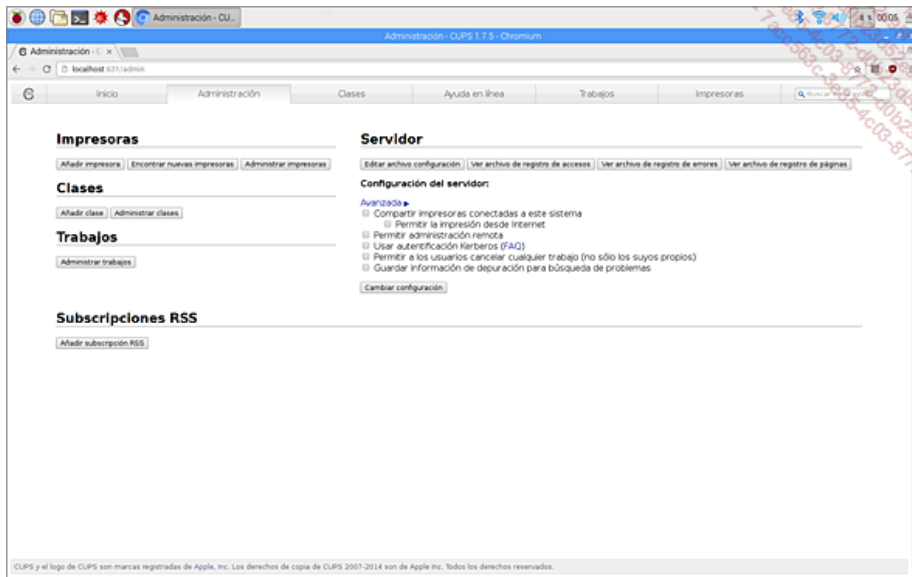 Administración - CU...
00:05
Administración - CUPS 1.7.5 - Chromium
Administración - C
localhost:631/admin
Inicio
Administración
Clases
Ayuda en línea
Trabajos
Impresoras
Buscar
Impresoras
Añadir impresora
Encontrar nuevas impresoras
Administrar impresoras
Clases
Añadir clase
Administrar clases
Trabajos
Administrar trabajos
Servidor
Editar archivo configuración
Ver archivo de registro de accesos
Ver archivo de registro de errores
Ver archivo de registro de páginas
Configuración del servidor:
Avanzada
Compartir impresoras conectadas a este sistema
Permitir la impresión desde Internet
Permitir administración remota
Usar autentificación Kerberos (FAQ)
Permitir a los usuarios cancelar cualquier trabajo (no sólo los suyos propios)
Guardar información de depuración para búsqueda de problemas
Cambiar configuración
Subscripciones RSS
Añadir subscripción RSS
CUPS y el logo de CUPS son marcas registradas de Apple, Inc. Los derechos de copia de CUPS 2007-2014 son de Apple Inc. Todos los derechos reservados.